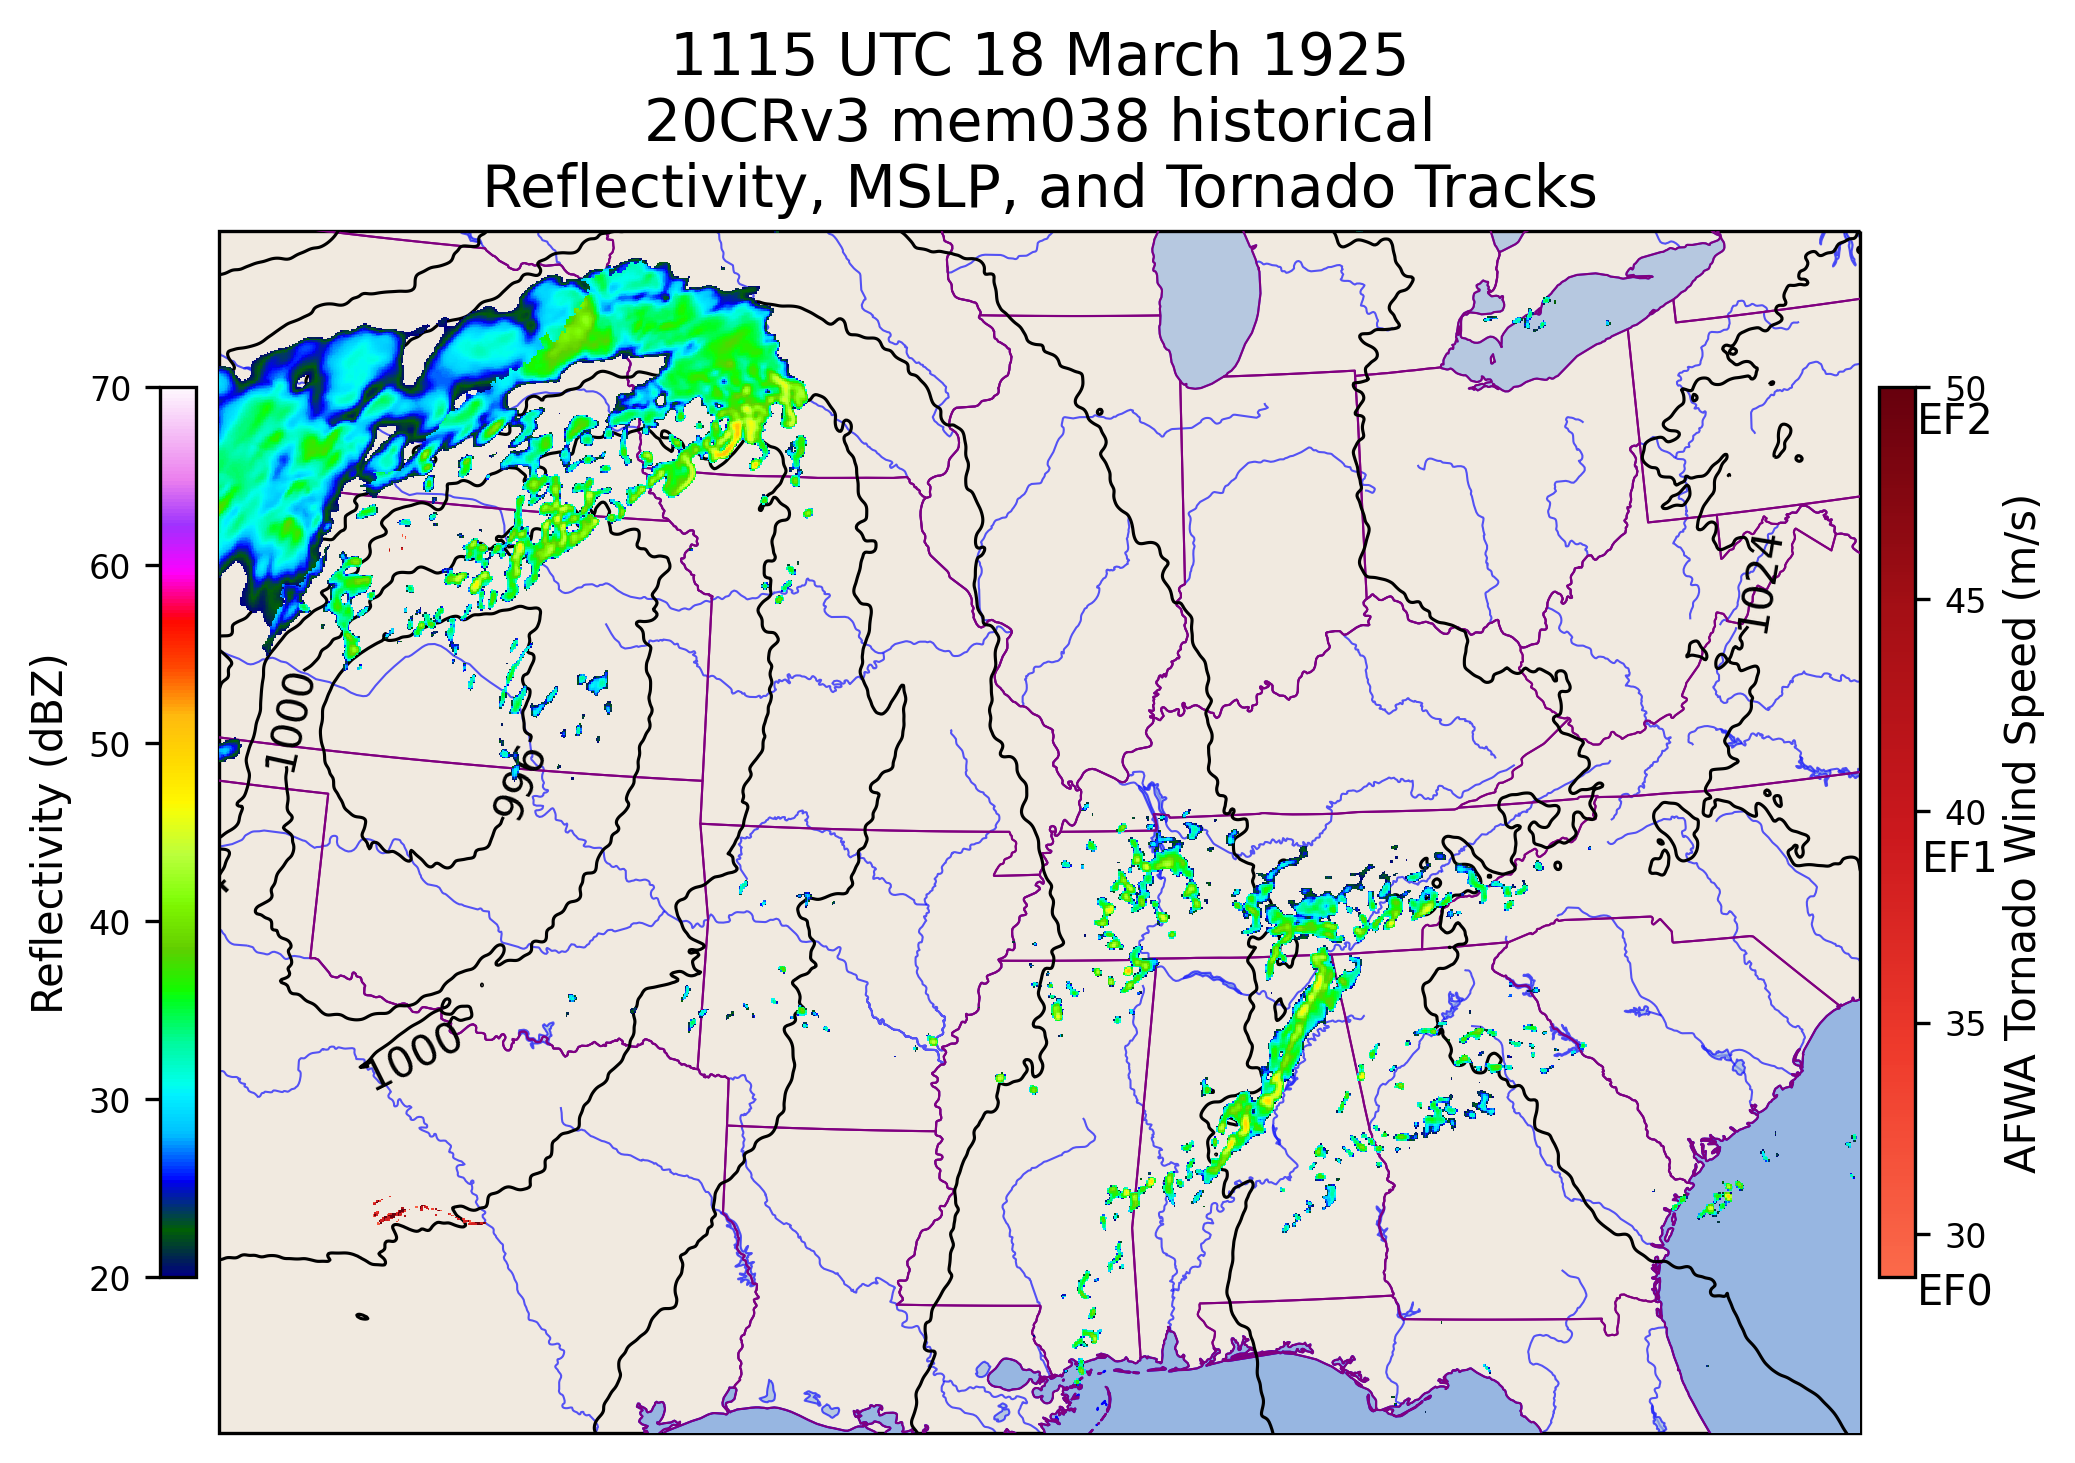 1115 UTC 18 March 1925
20CRv3 mem038 historical
Reflectivity, MSLP, and Tornado Tracks
Reflectivity (dBZ)
70
60
50
40
30
20
1000
996
1000
1024
50
EF2
45
40
EF1
35
30
EF0
AFWA Tornado Wind Speed (m/s)